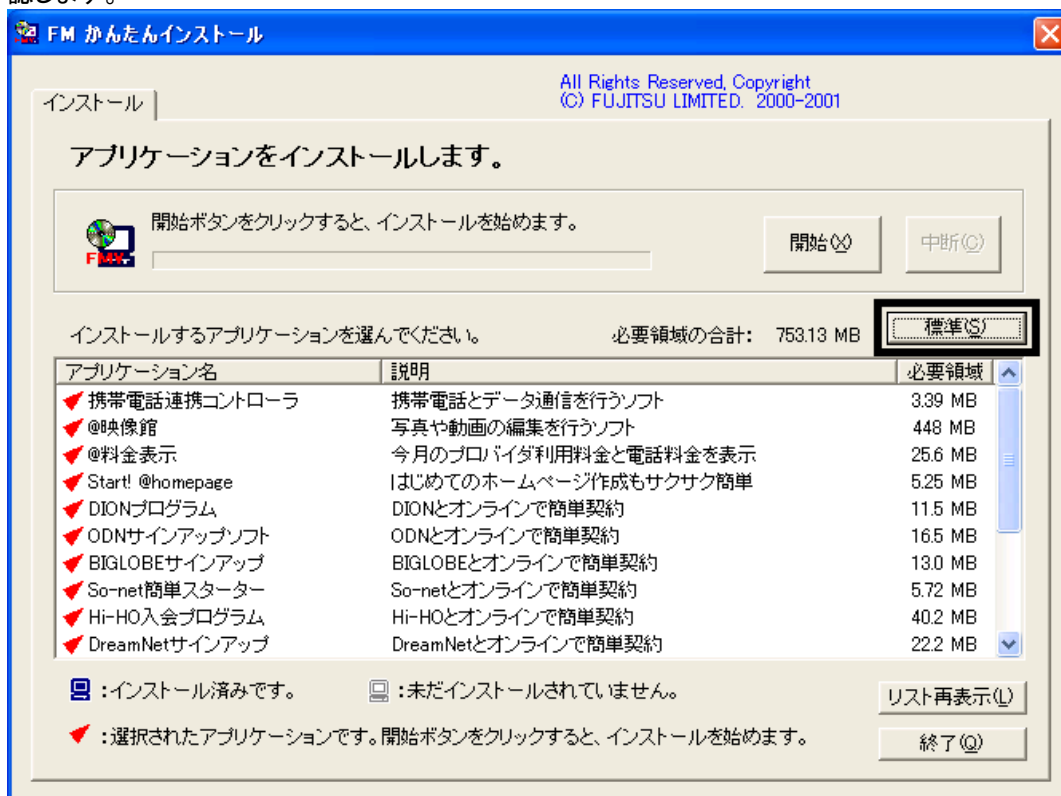 認します。
FM かんたんインストール
All Rights Reserved, Copyright
(C) FUJITSU LIMITED. 2000-2001
インストール
アプリケーションをインストールします。
開始ボタンをクリックすると、インストールを始めます。
開始(X)
中断(C)
FMV
インストールするアプリケーションを選んでください。 必要領域の合計: 753.13 MB 標準(S)
アプリケーション名 説明 必要領域
携帯電話連携コントローラ 携帯電話とデータ通信を行うソフト 3.39 MB
@映像館 写真や動画の編集を行うソフト 448 MB
@料金表示 今月のプロバイダ利用料金と電話料金を表示 25.6 MB
Start! @homepage はじめてのホームページ作成もサクサク簡単 5.25 MB
DIONプログラム DIONとオンラインで簡単契約 11.5 MB
ODNサインアップソフト ODNとオンラインで簡単契約 16.5 MB
BIGLOBEサインアップ BIGLOBEとオンラインで簡単契約 13.0 MB
So-net簡単スターター So-netとオンラインで簡単契約 5.72 MB
Hi-HO入会プログラム Hi-HOとオンラインで簡単契約 40.2 MB
DreamNetサインアップ DreamNetとオンラインで簡単契約 22.2 MB
:インストール済みです。 :未だインストールされていません。
リスト再表示(L)
:選択されたアプリケーションです。開始ボタンをクリックすると、インストールを始めます。
終了(Q)